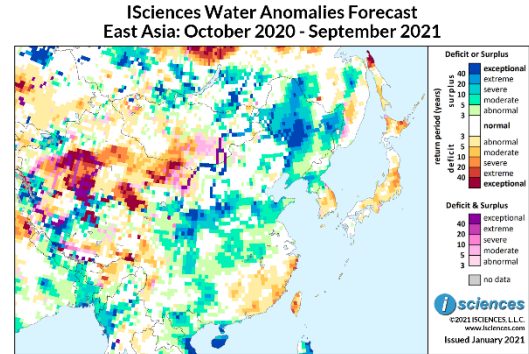 ISciences Water Anomalies Forecast
East Asia: October 2020 - September 2021
Deficit or Surplus
return period (years)
surplus
deficit
40 exceptional
20 extreme
10 severe
5 moderate
3 abnormal
normal
3 abnormal
5 moderate
10 severe
20 extreme
40 exceptional
Deficit & Surplus
40 exceptional
20 extreme
10 severe
5 moderate
3 abnormal
no data
isciences
©2021 ISCIENCES, L.L.C.
www.isciences.com
Issued January 2021